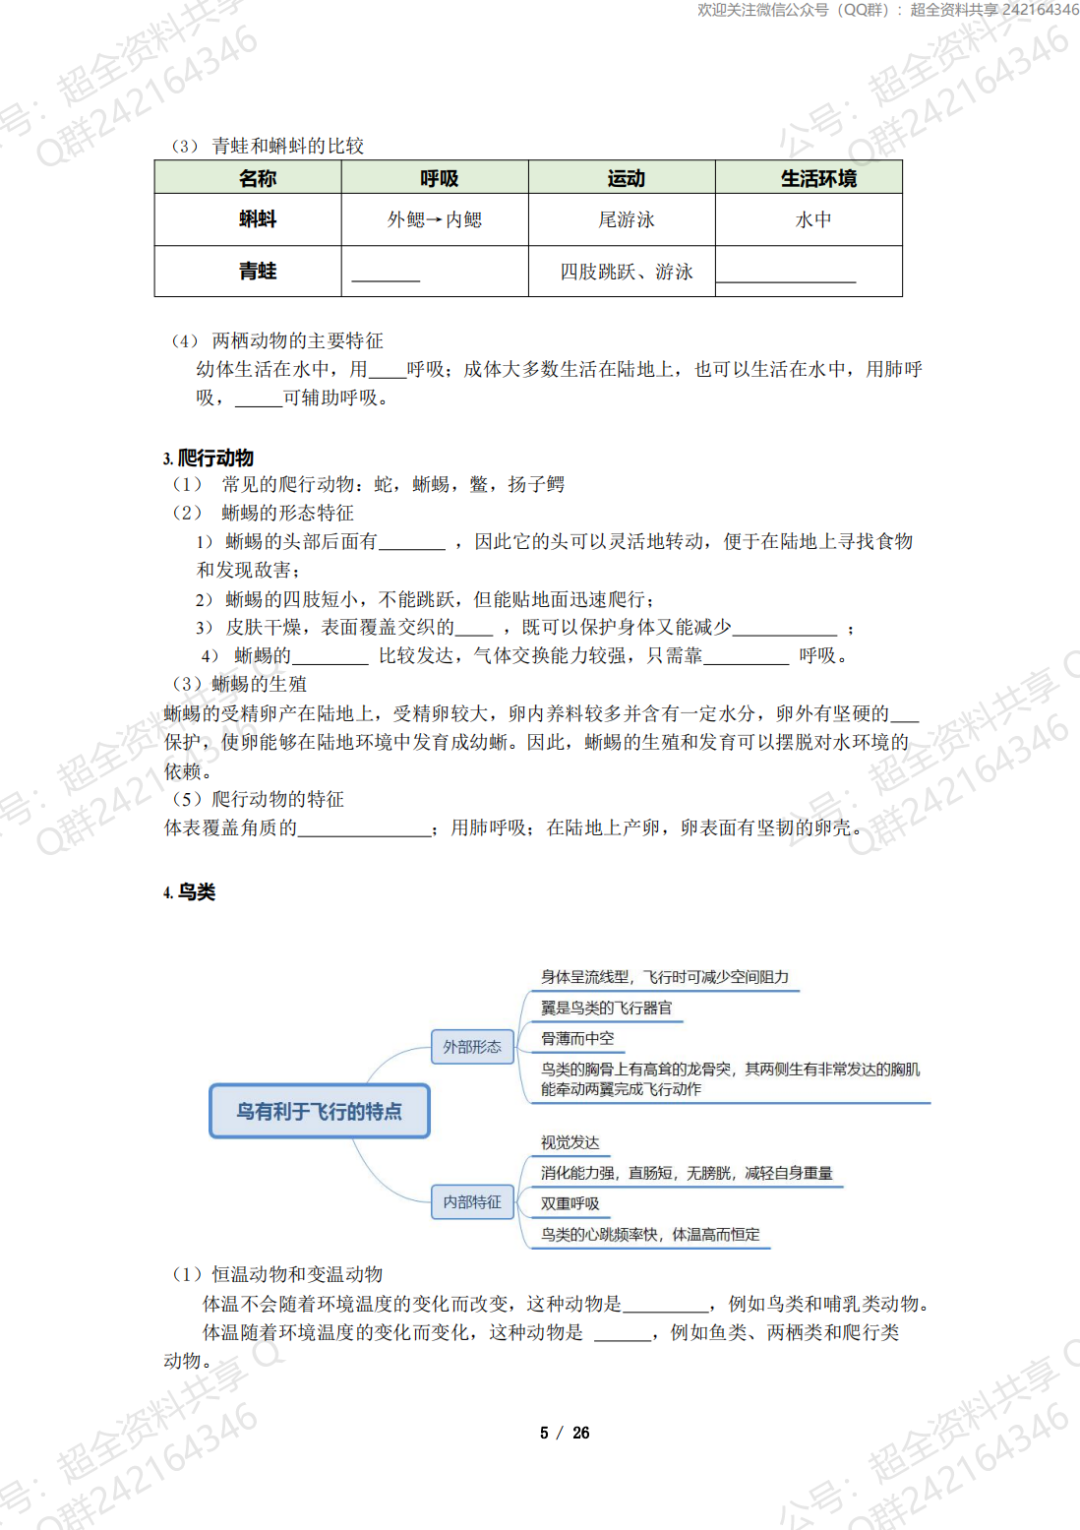 欢迎关注微信公众号（QQ群）：超全资料共享 242164346
（3） 青蛙和蝌蚪的比较
名称 呼吸 运动 生活环境
蝌蚪 外鳃→内鳃 尾游泳 水中
青蛙 _______ 四肢跳跃、游泳 _______________
（4） 两栖动物的主要特征
幼体生活在水中，用____呼吸；成体大多数生活在陆地上，也可以生活在水中，用肺呼
吸，_____可辅助呼吸。
3. 爬行动物
（1） 常见的爬行动物：蛇，蜥蜴，鳖，扬子鳄
（2） 蜥蜴的形态特征
1） 蜥蜴的头部后面有_______ ，因此它的头可以灵活地转动，便于在陆地上寻找食物
和发现敌害；
2） 蜥蜴的四肢短小，不能跳跃，但能贴地面迅速爬行；
3） 皮肤干燥，表面覆盖交织的____ ，既可以保护身体又能减少___________ ；
4） 蜥蜴的________ 比较发达，气体交换能力较强，只需靠_________ 呼吸。
（3）蜥蜴的生殖
蜥蜴的受精卵产在陆地上，受精卵较大，卵内养料较多并含有一定水分，卵外有坚硬的___
保护，使卵能够在陆地环境中发育成幼蜥。因此，蜥蜴的生殖和发育可以摆脱对水环境的
依赖。
（5）爬行动物的特征
体表覆盖角质的______________；用肺呼吸；在陆地上产卵，卵表面有坚韧的卵壳。
4. 鸟类
鸟有利于飞行的特点
外部形态
身体呈流线型，飞行时可减少空间阻力
翼是鸟类的飞行器官
骨薄而中空
鸟类的胸骨上有高耸的龙骨突，其两侧生有非常发达的胸肌
能牵动两翼完成飞行动作
内部特征
视觉发达
消化能力强，直肠短，无膀胱，减轻自身重量
双重呼吸
鸟类的心跳频率快，体温高而恒定
（1）恒温动物和变温动物
体温不会随着环境温度的变化而改变，这种动物是_________，例如鸟类和哺乳类动物。
体温随着环境温度的变化而变化，这种动物是 ______，例如鱼类、两栖类和爬行类
动物。
5 / 26
公号：超全资料共享 Q
Q群242164346